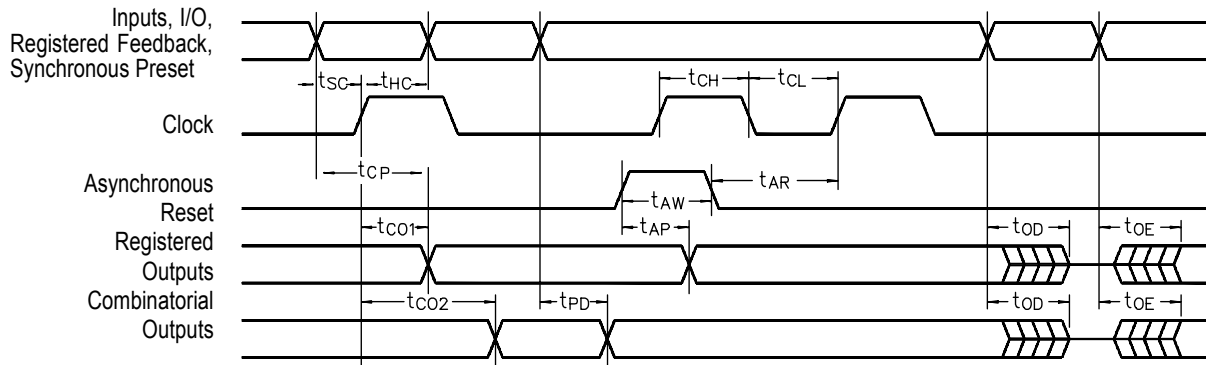 Inputs, I/O,
Registered Feedback,
Synchronous Preset
tSC
tHC
tCH
tCL
Clock
tCP
Asynchronous
Reset
tAR
tAW
tCO1
tAP
tOD
tOE
Registered
Outputs
Combinatorial
Outputs
tCO2
tPD
tOD
tOE